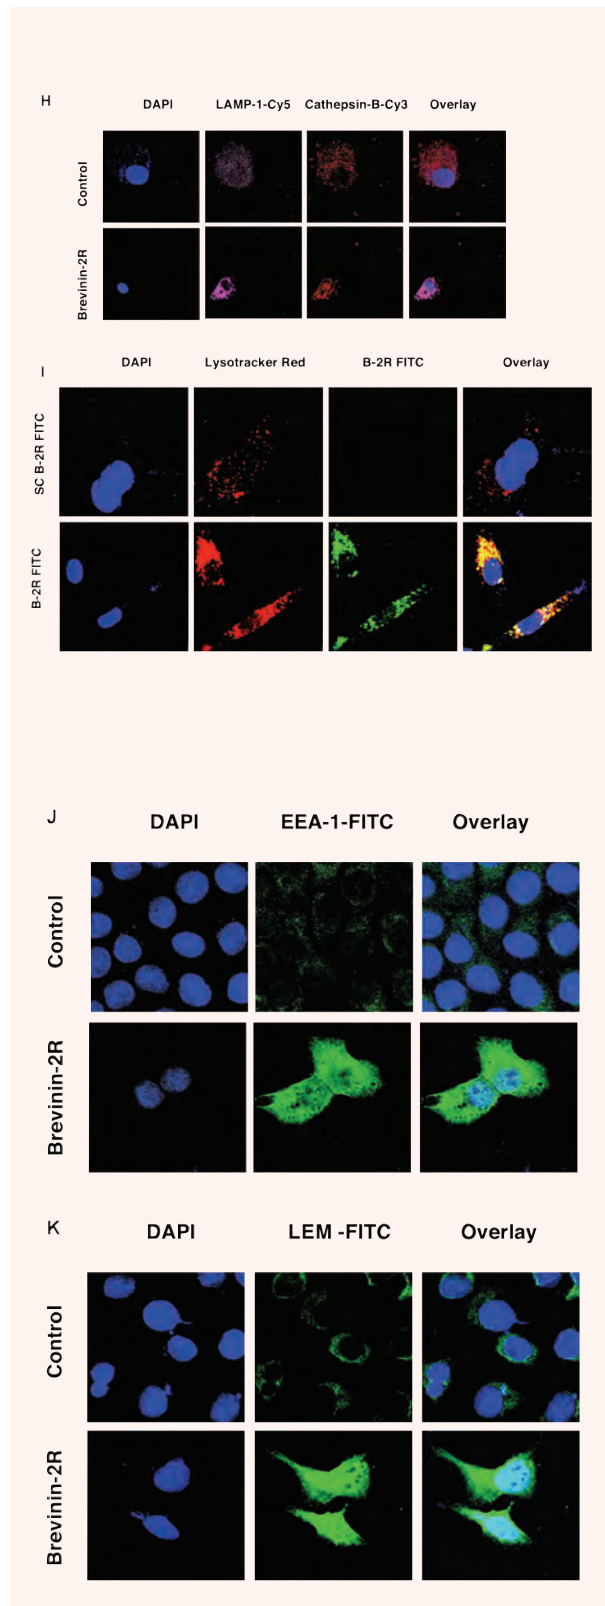 H
DAPI LAMP-1-Cy5 Cathepsin-B-Cy3 Overlay
Control
Brevinin-2R
I
DAPI Lysotracker Red B-2R FITC Overlay
SC B-2R FITC
B-2R FITC
J
DAPI EEA-1-FITC Overlay
Control
Brevinin-2R
K
DAPI LEM -FITC Overlay
Control
Brevinin-2R